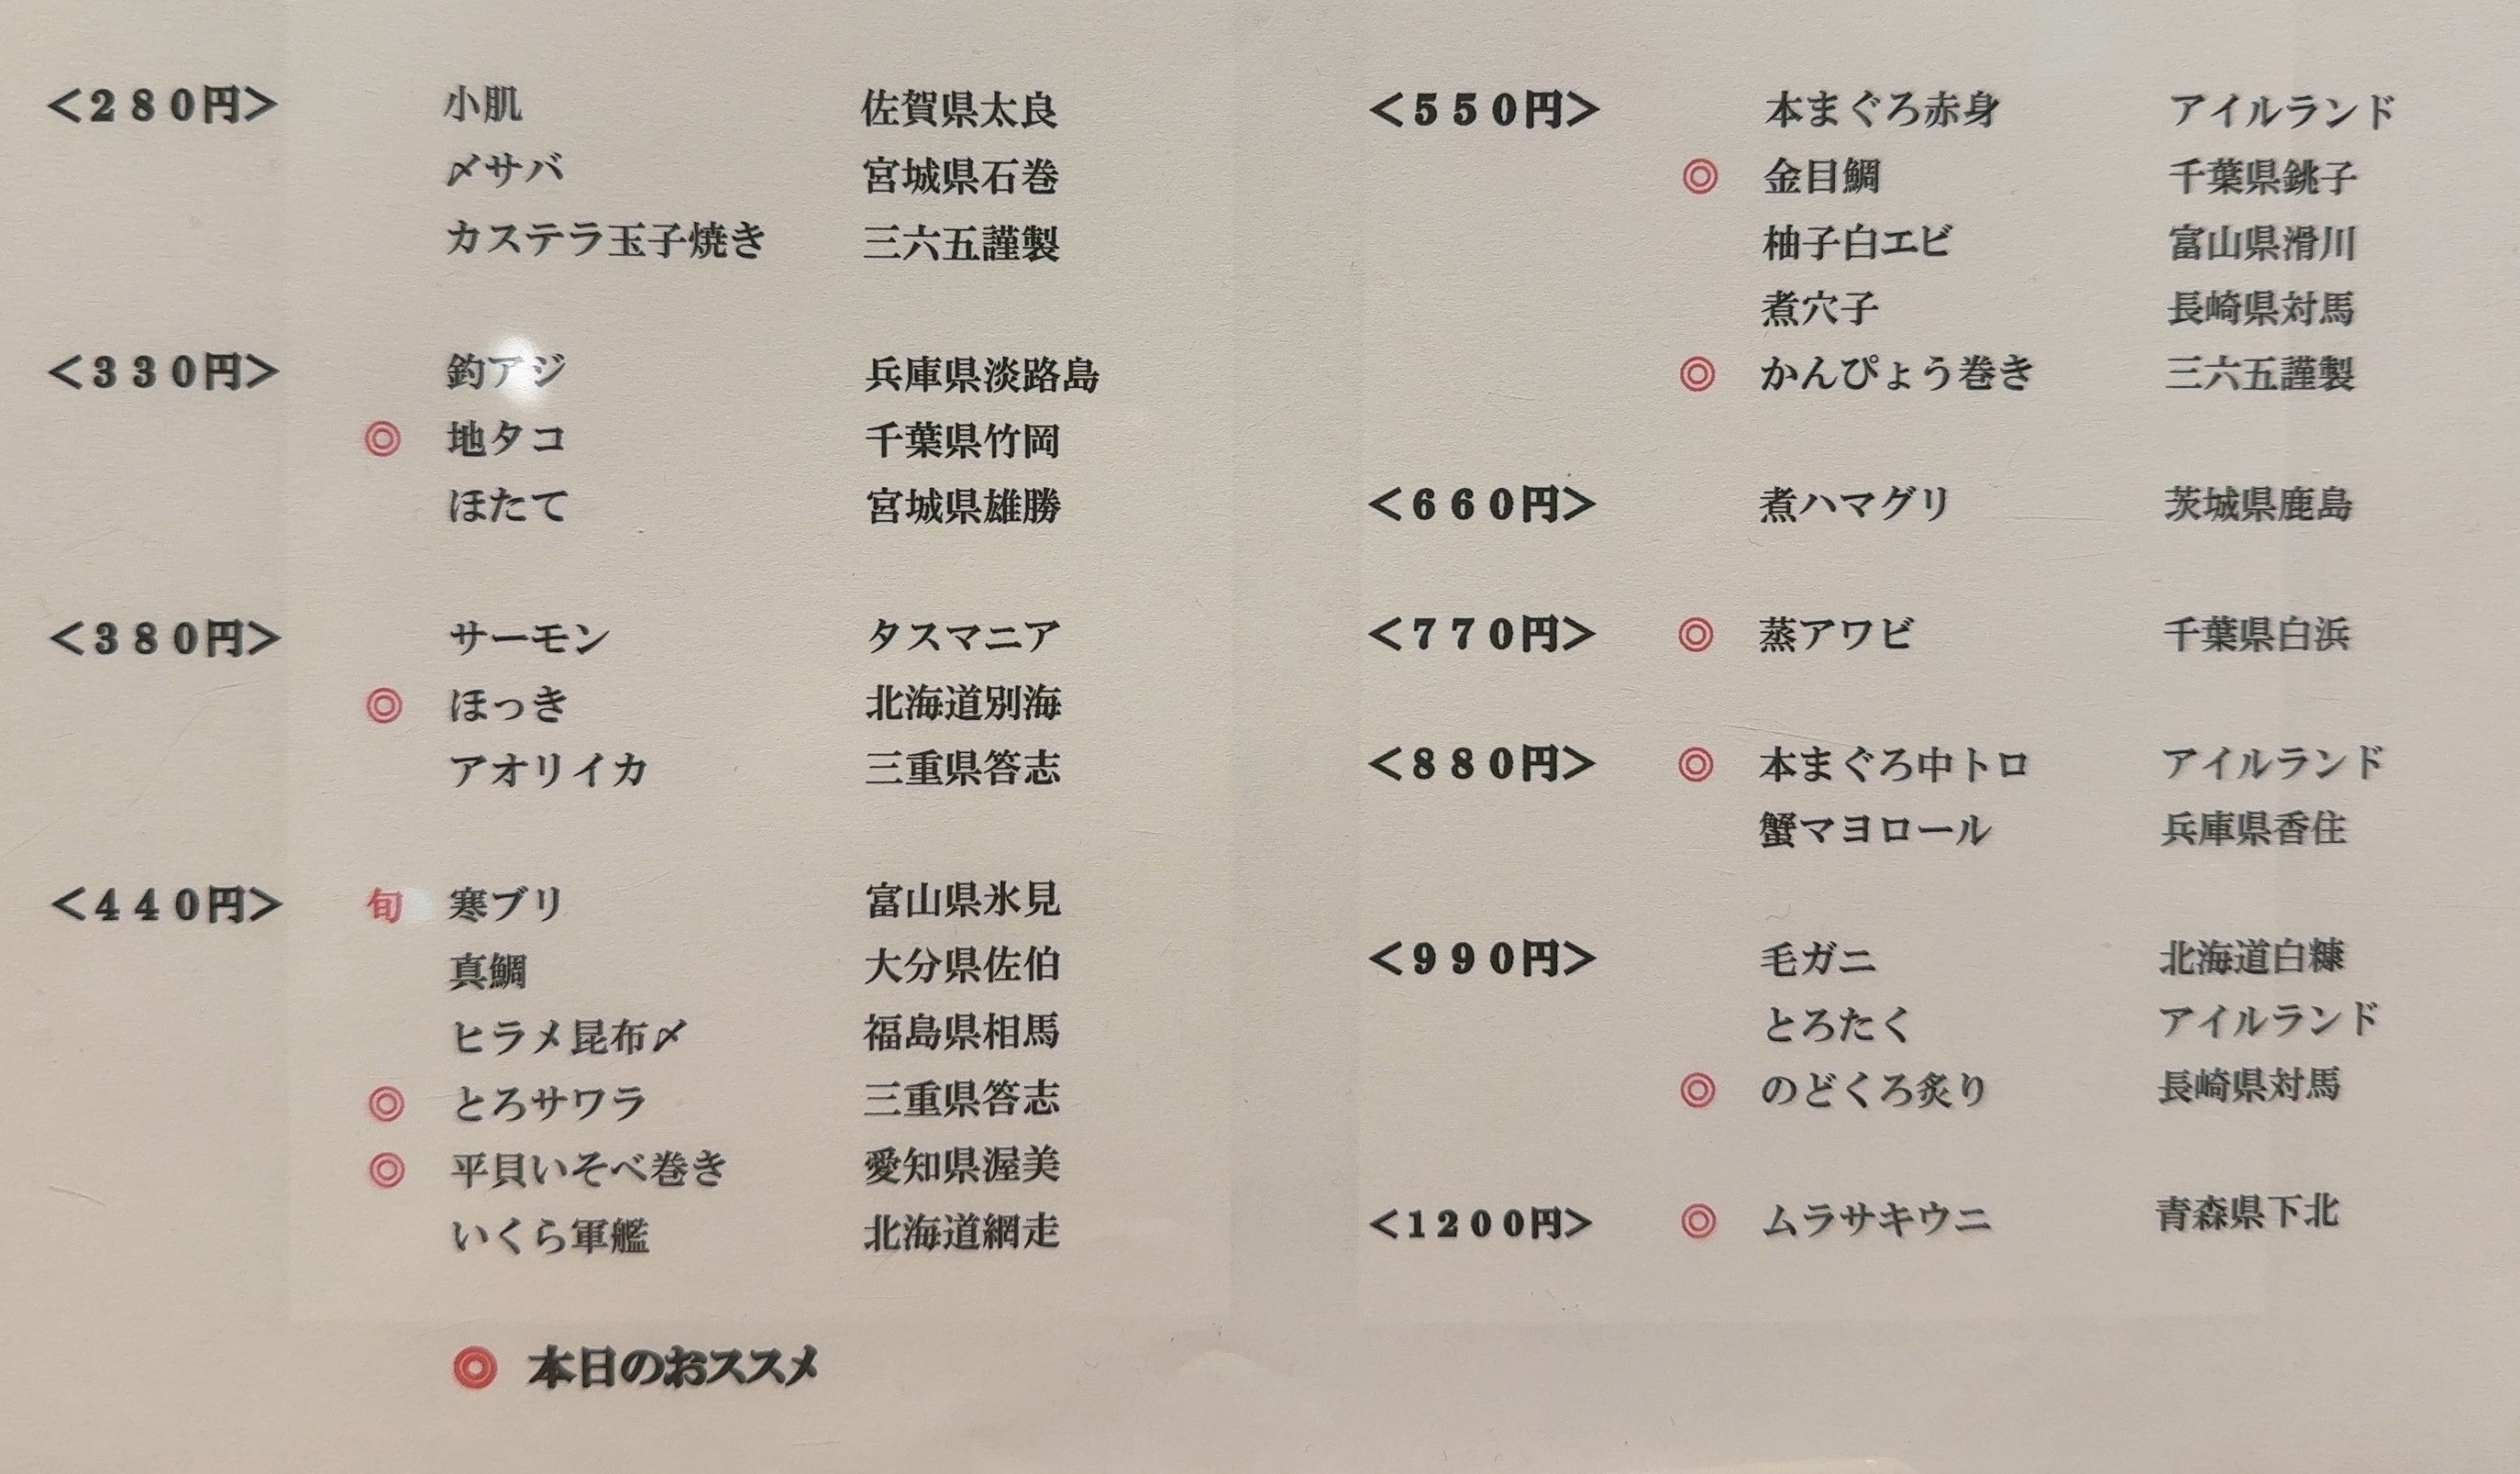 ＜２８０円＞ 小肌 佐賀県太良
〆サバ 宮城県石巻
カステラ玉子焼き 三六五謹製
＜３３０円＞ 釣アジ 兵庫県淡路島
◎ 地タコ 千葉県竹岡
ほたて 宮城県雄勝
＜３８０円＞ サーモン タスマニア
◎ ほっき 北海道別海
アオリイカ 三重県答志
＜４４０円＞ 旬 寒ブリ 富山県氷見
真鯛 大分県佐伯
ヒラメ昆布〆 福島県相馬
◎ とろサワラ 三重県答志
◎ 平貝いそべ巻き 愛知県渥美
いくら軍艦 北海道網走
◎ 本日のおススメ
＜５５０円＞ 本まぐろ赤身 アイルランド
◎ 金目鯛 千葉県銚子
柚子白エビ 富山県滑川
煮穴子 長崎県対馬
◎ かんぴょう巻き 三六五謹製
＜６６０円＞ 煮ハマグリ 茨城県鹿島
＜７７０円＞ ◎ 蒸アワビ 千葉県白浜
＜８８０円＞ ◎ 本まぐろ中トロ アイルランド
蟹マヨロール 兵庫県香住
＜９９０円＞ 毛ガニ 北海道白糠
とろたく アイルランド
◎ のどくろ炙り 長崎県対馬
＜１２００円＞ ◎ ムラサキウニ 青森県下北